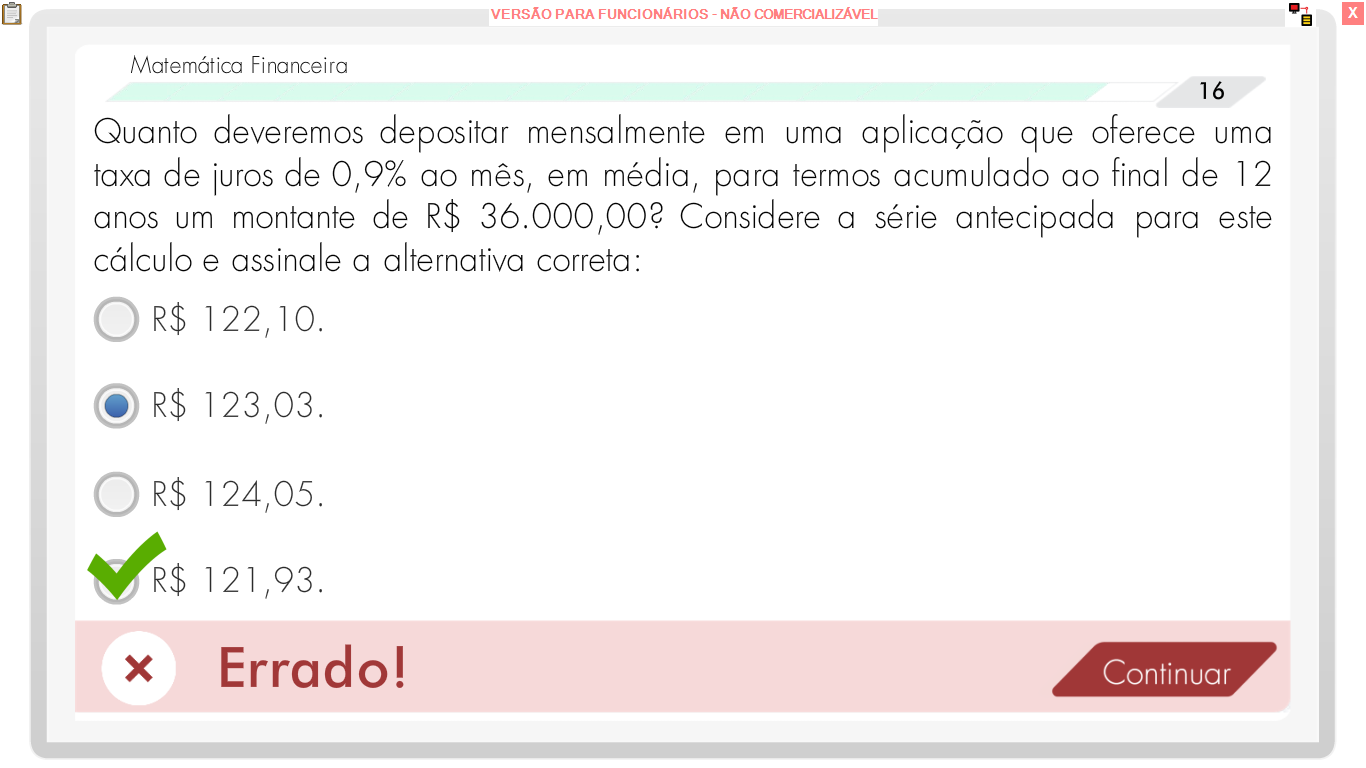 VERSÃO PARA FUNCIONÁRIOS - NÃO COMERCIALIZÁVEL
X
Matemática Financeira
16
Quanto deveremos depositar mensalmente em uma aplicação que oferece uma
taxa de juros de 0,9% ao mês, em média, para termos acumulado ao final de 12
anos um montante de R$ 36.000,00? Considere a série antecipada para este
cálculo e assinale a alternativa correta:
R$ 122,10.
R$ 123,03.
R$ 124,05.
R$ 121,93.
Errado!
Continuar